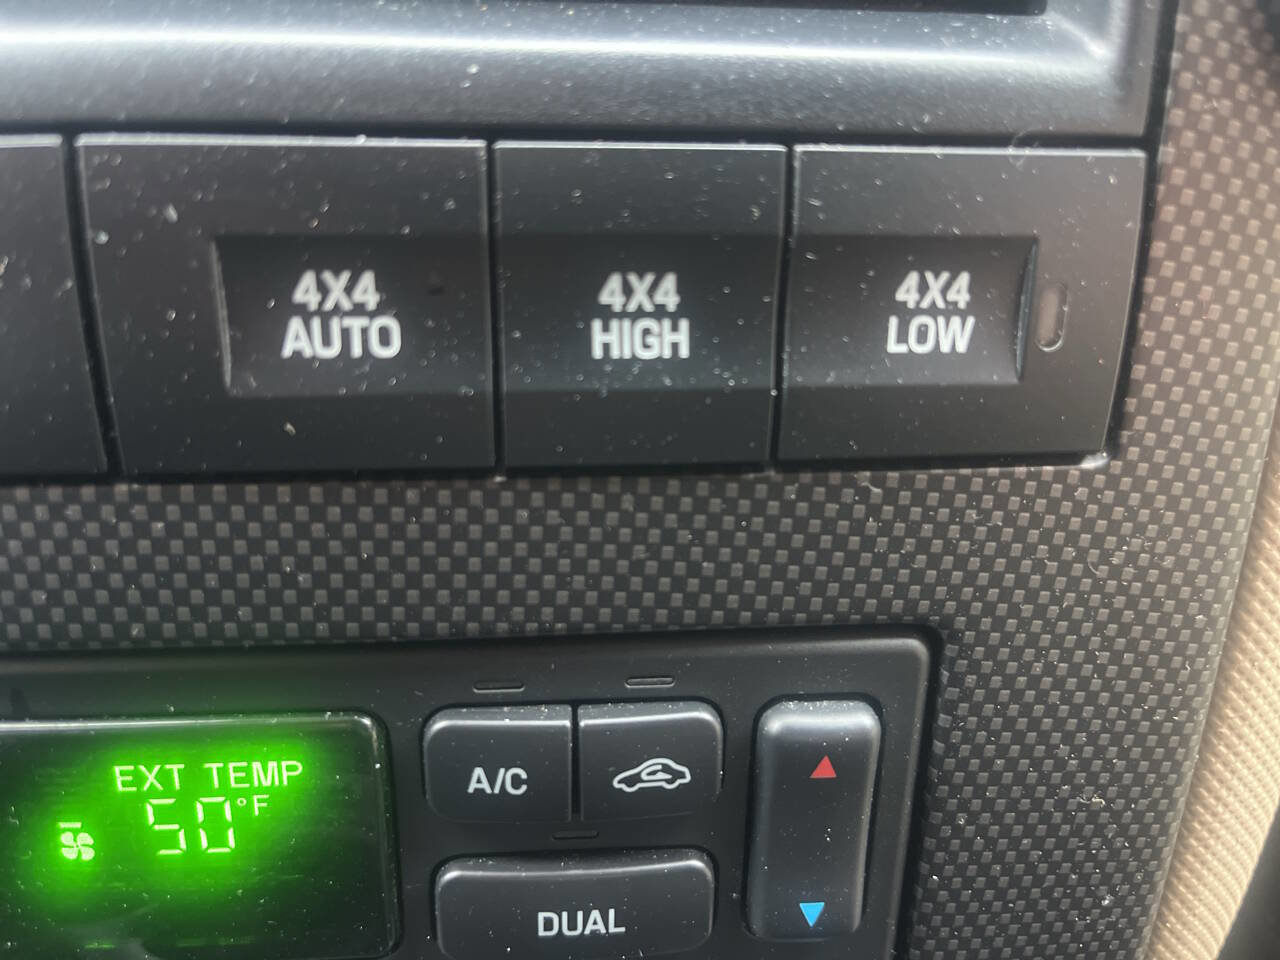 4X4
AUTO
4X4
HIGH
4X4
LOW
EXT TEMP
50°F
A/C
DUAL